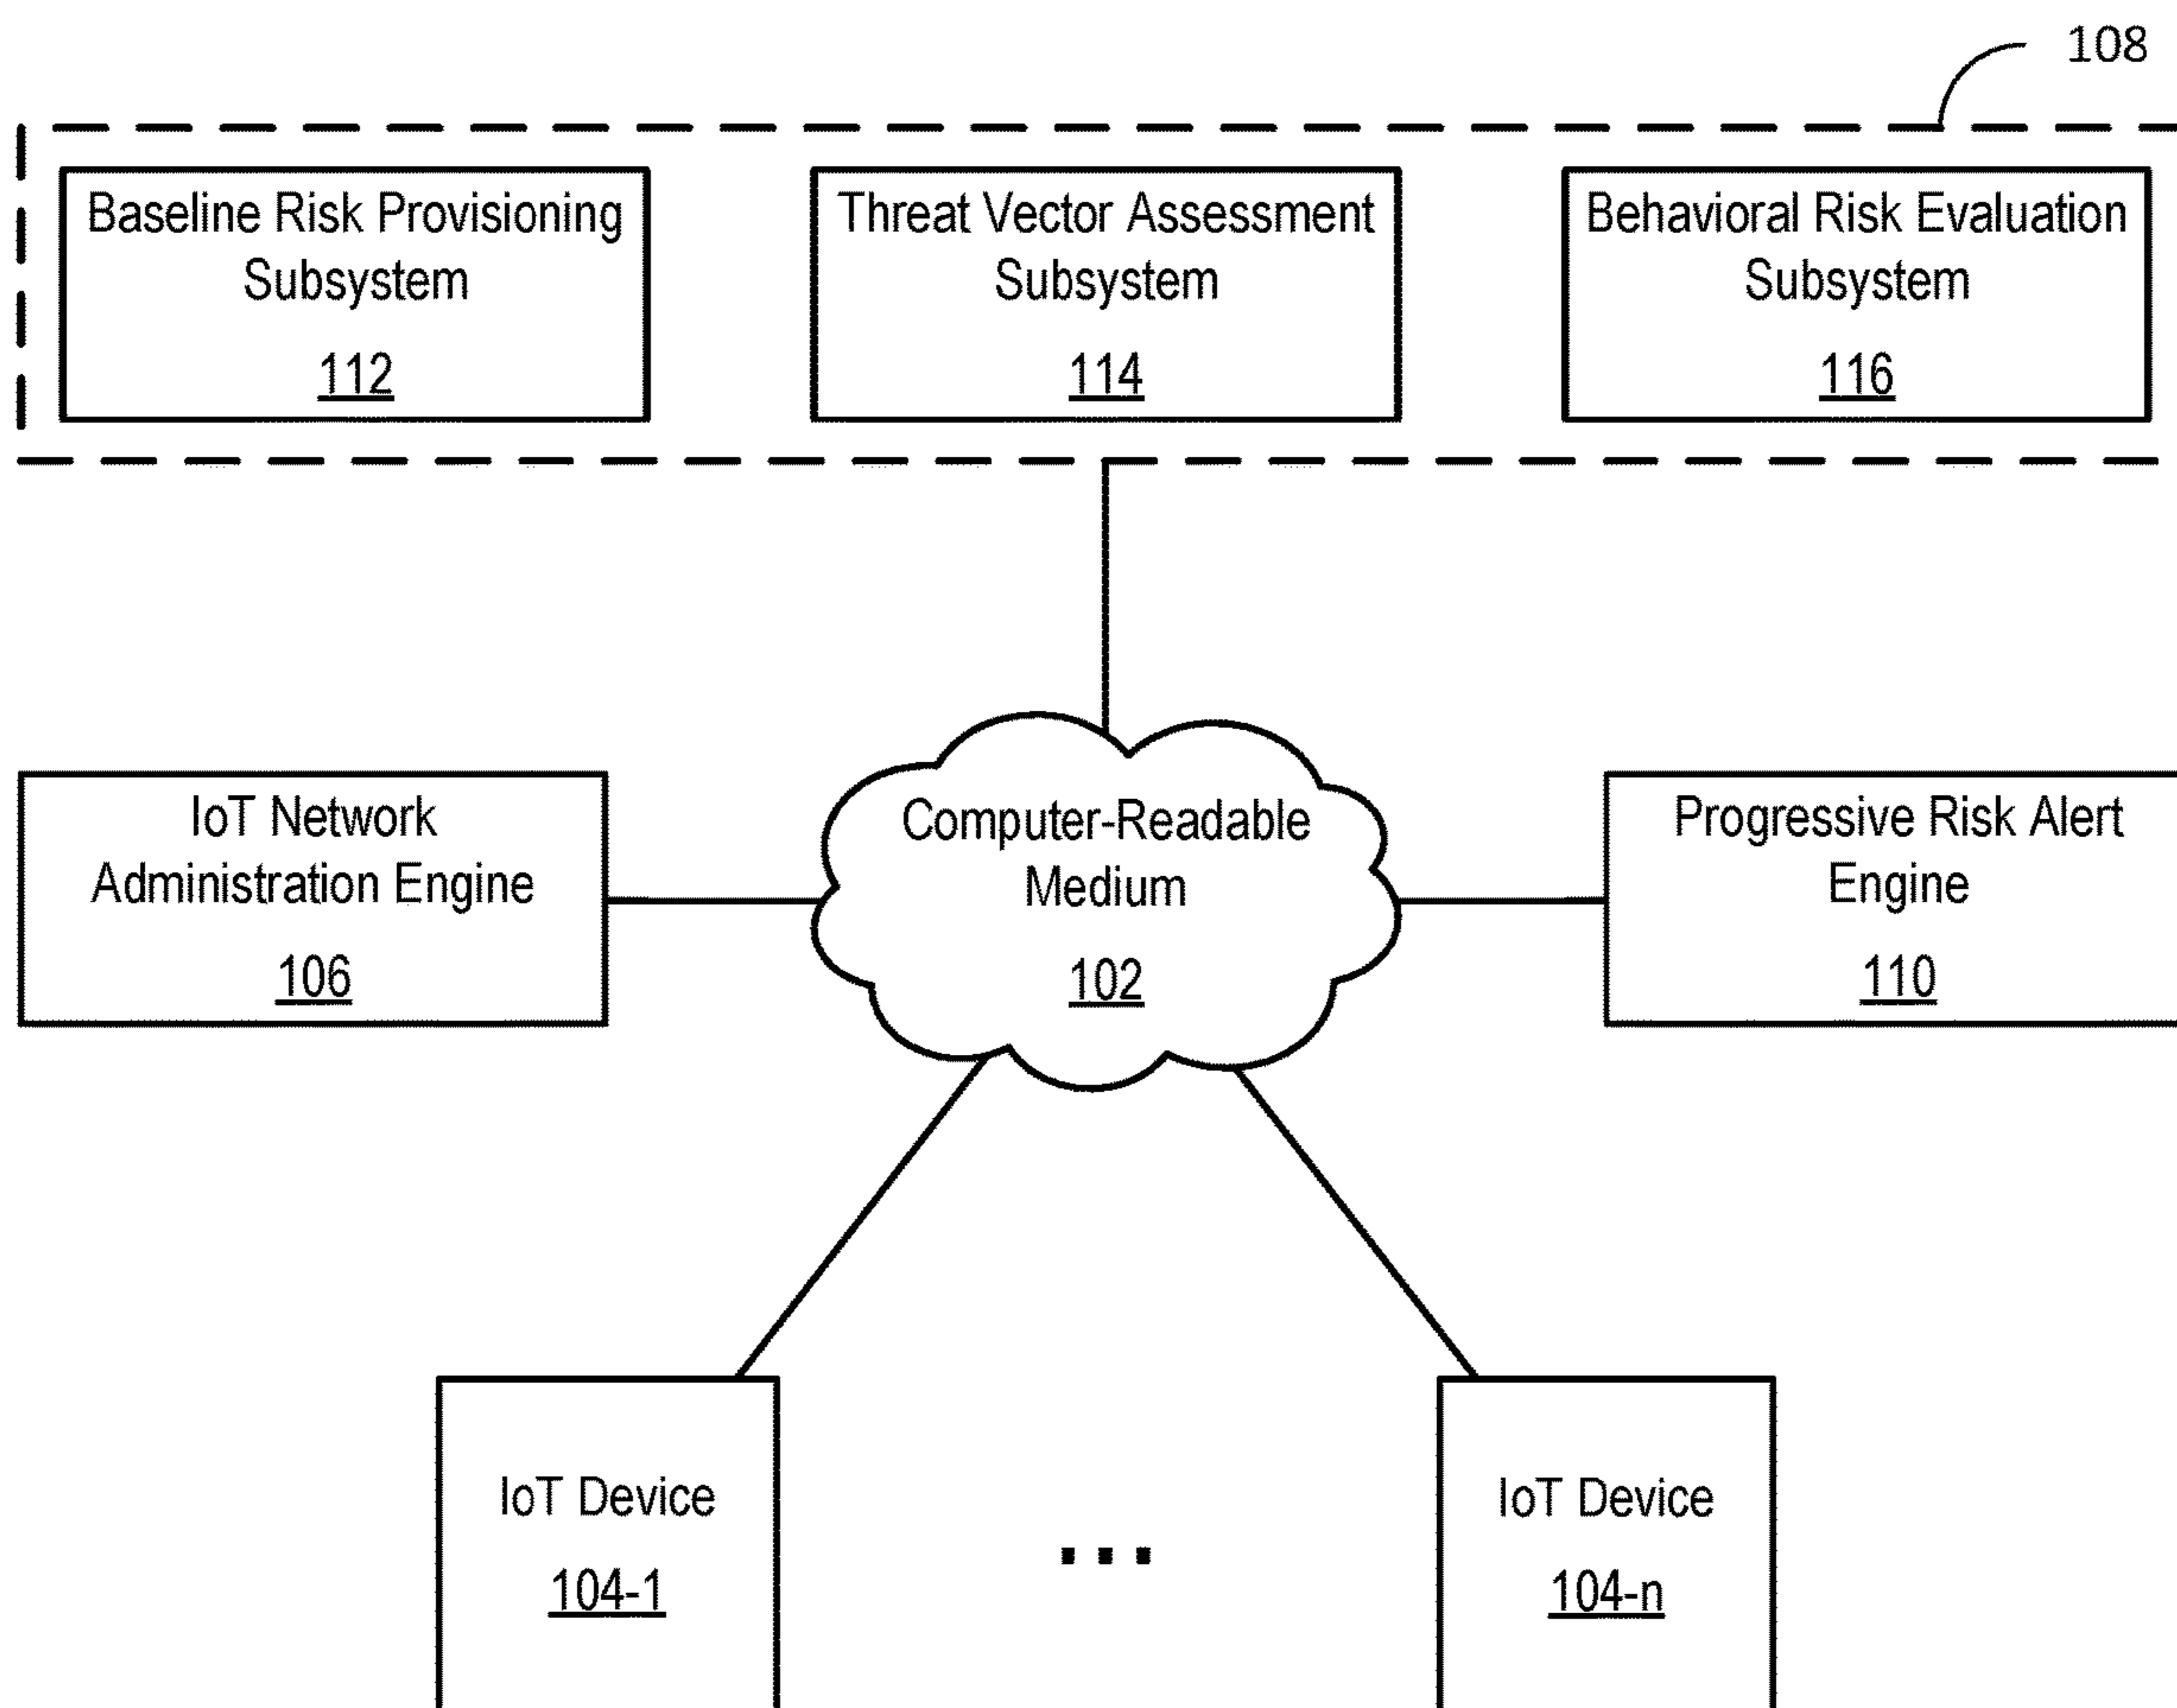 108
Baseline Risk Provisioning
Subsystem
112
Threat Vector Assessment
Subsystem
114
Behavioral Risk Evaluation
Subsystem
116
IoT Network
Administration Engine
106
Computer-Readable
Medium
102
Progressive Risk Alert
Engine
110
IoT Device
104-1
...
IoT Device
104-n